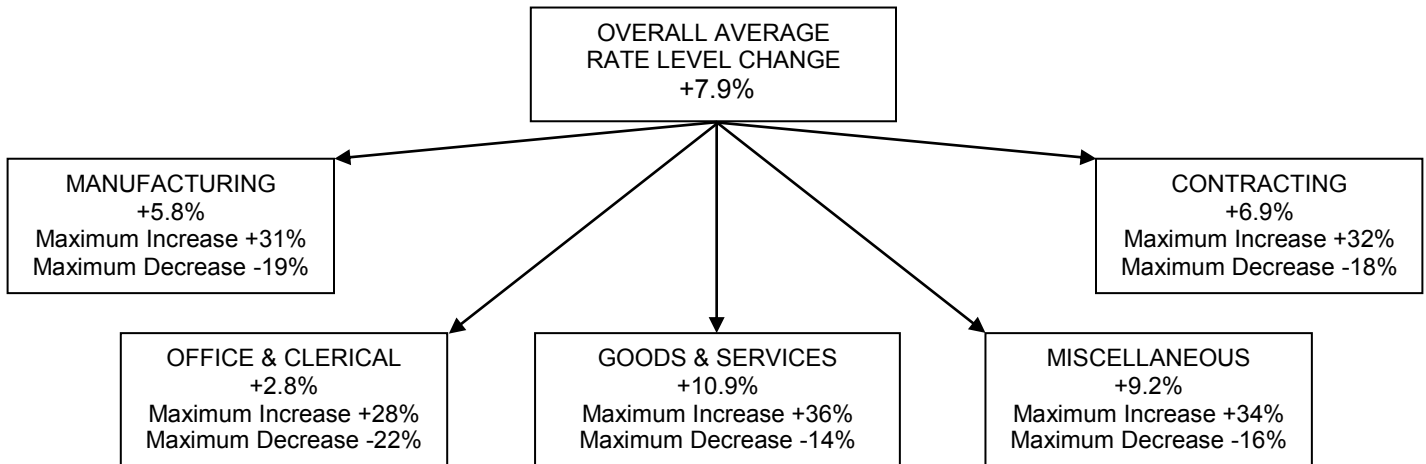 OVERALL AVERAGE
RATE LEVEL CHANGE
+7.9%
MANUFACTURING
+5.8%
Maximum Increase +31%
Maximum Decrease -19%
CONTRACTING
+6.9%
Maximum Increase +32%
Maximum Decrease -18%
OFFICE & CLERICAL
+2.8%
Maximum Increase +28%
Maximum Decrease -22%
GOODS & SERVICES
+10.9%
Maximum Increase +36%
Maximum Decrease -14%
MISCELLANEOUS
+9.2%
Maximum Increase +34%
Maximum Decrease -16%